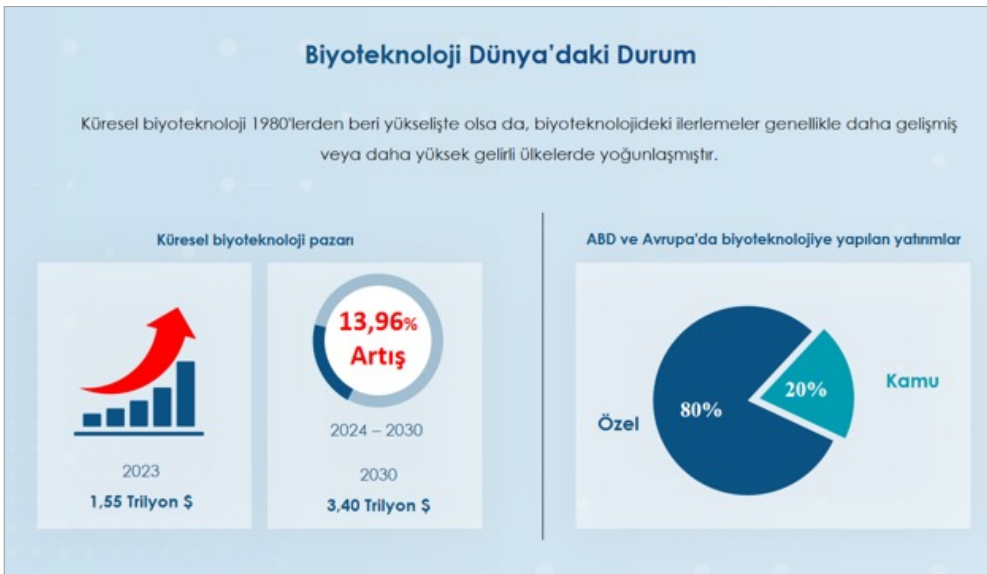 Biyoteknoloji Dünya'daki Durum
Küresel biyoteknoloji 1980'lerden beri yükselişte olsa da, biyoteknolojideki ilerlemeler genellikle daha gelişmiş
veya daha yüksek gelirli ülkelerde yoğunlaşmıştır.
Küresel biyoteknoloji pazarı
2023
1,55 Trilyon $
13,96%
Artış
2024 – 2030
2030
3,40 Trilyon $
ABD ve Avrupa'da biyoteknolojiye yapılan yatırımlar
Özel
80%
20%
Kamu